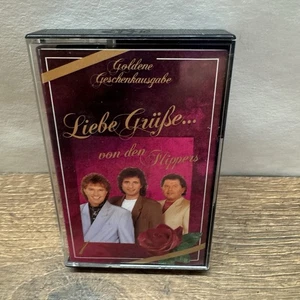 Goldene
Geschenkausgabe
Liebe Grüße...
von den Flippers